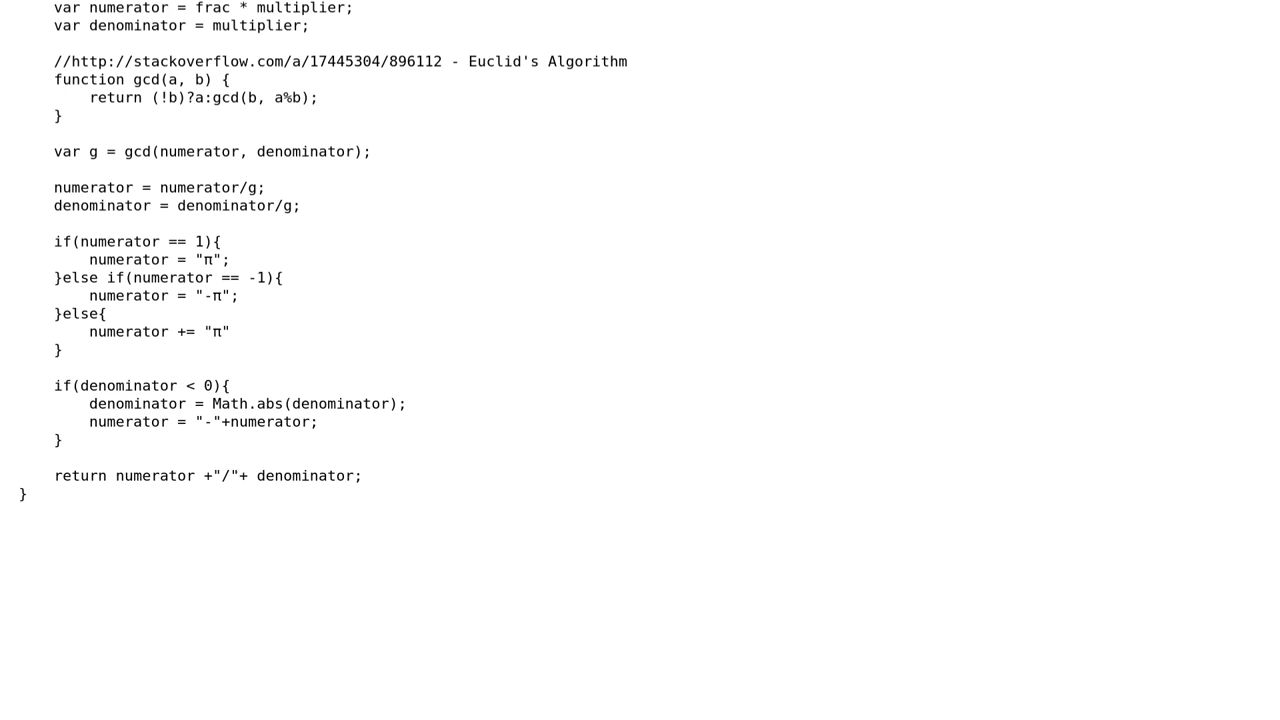 var numerator = frac * multiplier;
var denominator = multiplier;
//http://stackoverflow.com/a/17445304/896112 - Euclid's Algorithm
function gcd(a, b) {
return (!b)?a:gcd(b, a%b);
}
var g = gcd(numerator, denominator);
numerator = numerator/g;
denominator = denominator/g;
if(numerator == 1){
numerator = "π";
}else if(numerator == -1){
numerator = "-π";
}else{
numerator += "π"
}
if(denominator < 0){
denominator = Math.abs(denominator);
numerator = "-"+numerator;
}
return numerator +"/"+ denominator;
}